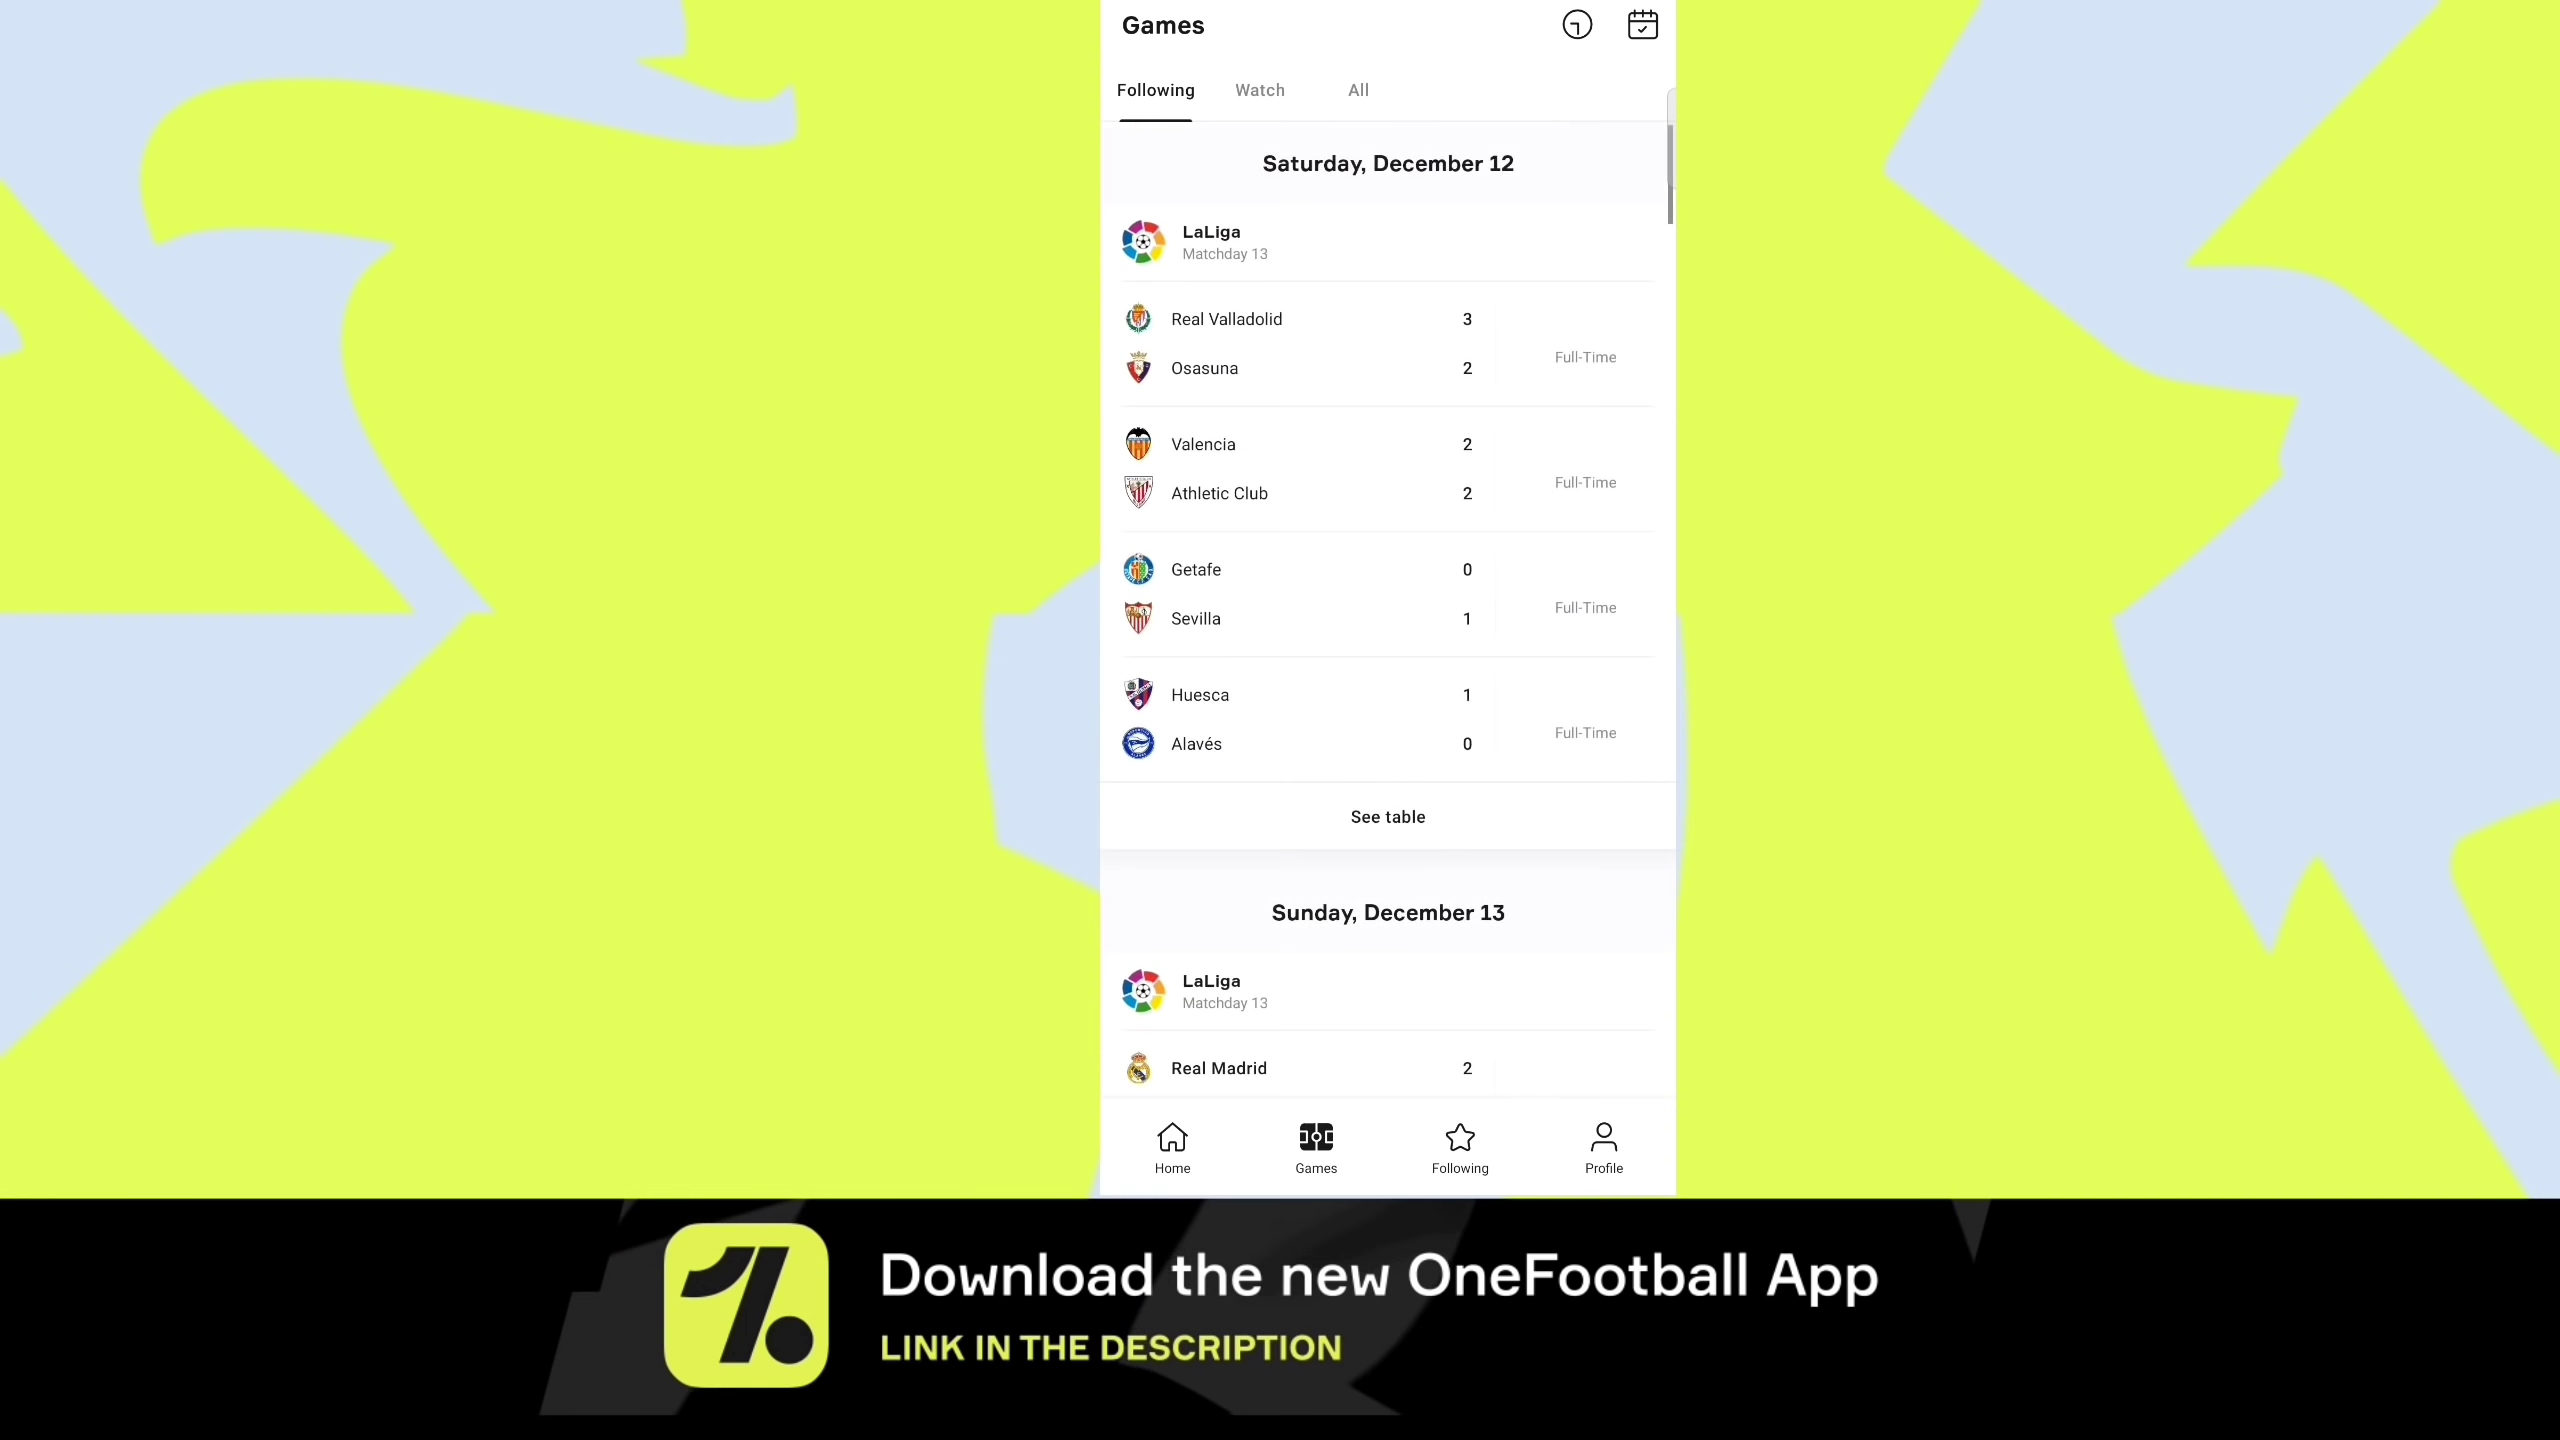 Games
Following Watch All
Saturday, December 12
LaLiga
Matchday 13
Real Valladolid 3
Full-Time
Osasuna 2
Valencia 2
Full-Time
Athletic Club 2
Getafe 0
Full-Time
Sevilla 1
Huesca 1
Full-Time
Alavés 0
See table
Sunday, December 13
LaLiga
Matchday 13
Real Madrid 2
Home Games Following Profile
Download the new OneFootball App
LINK IN THE DESCRIPTION